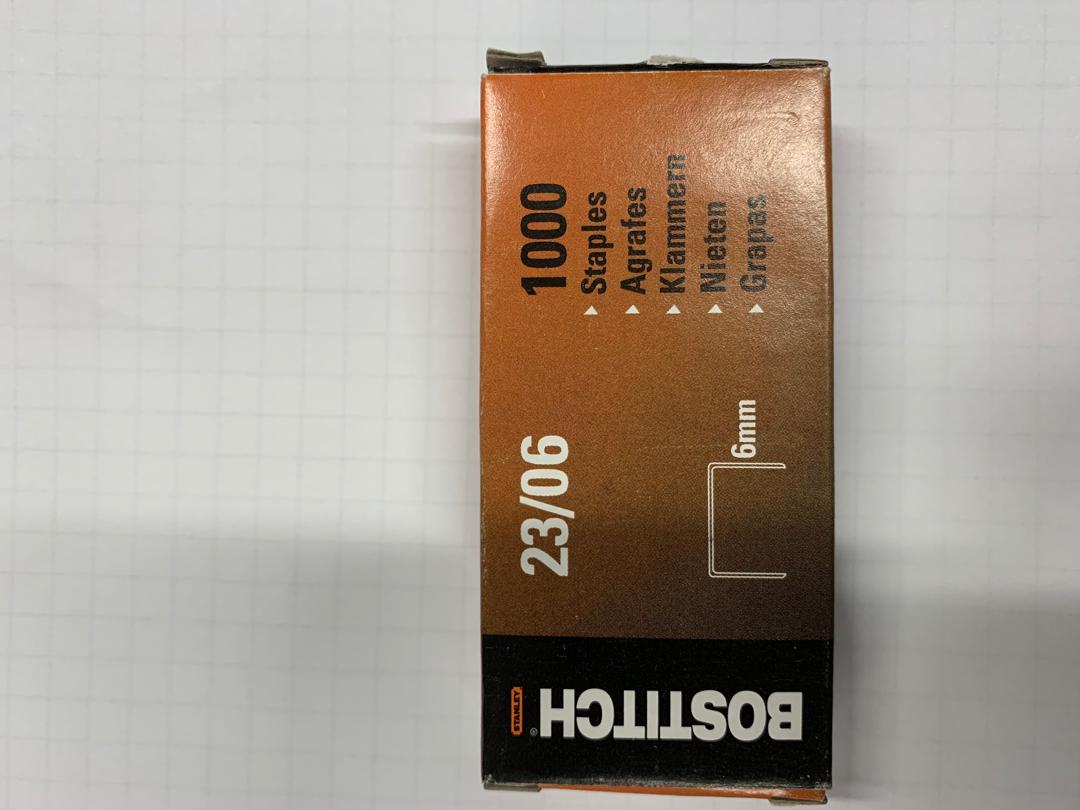 STANLEY
BOSTITCH®
23/06
6mm
1000
Staples
Agrafes
Klammern
Nieten
Grapas